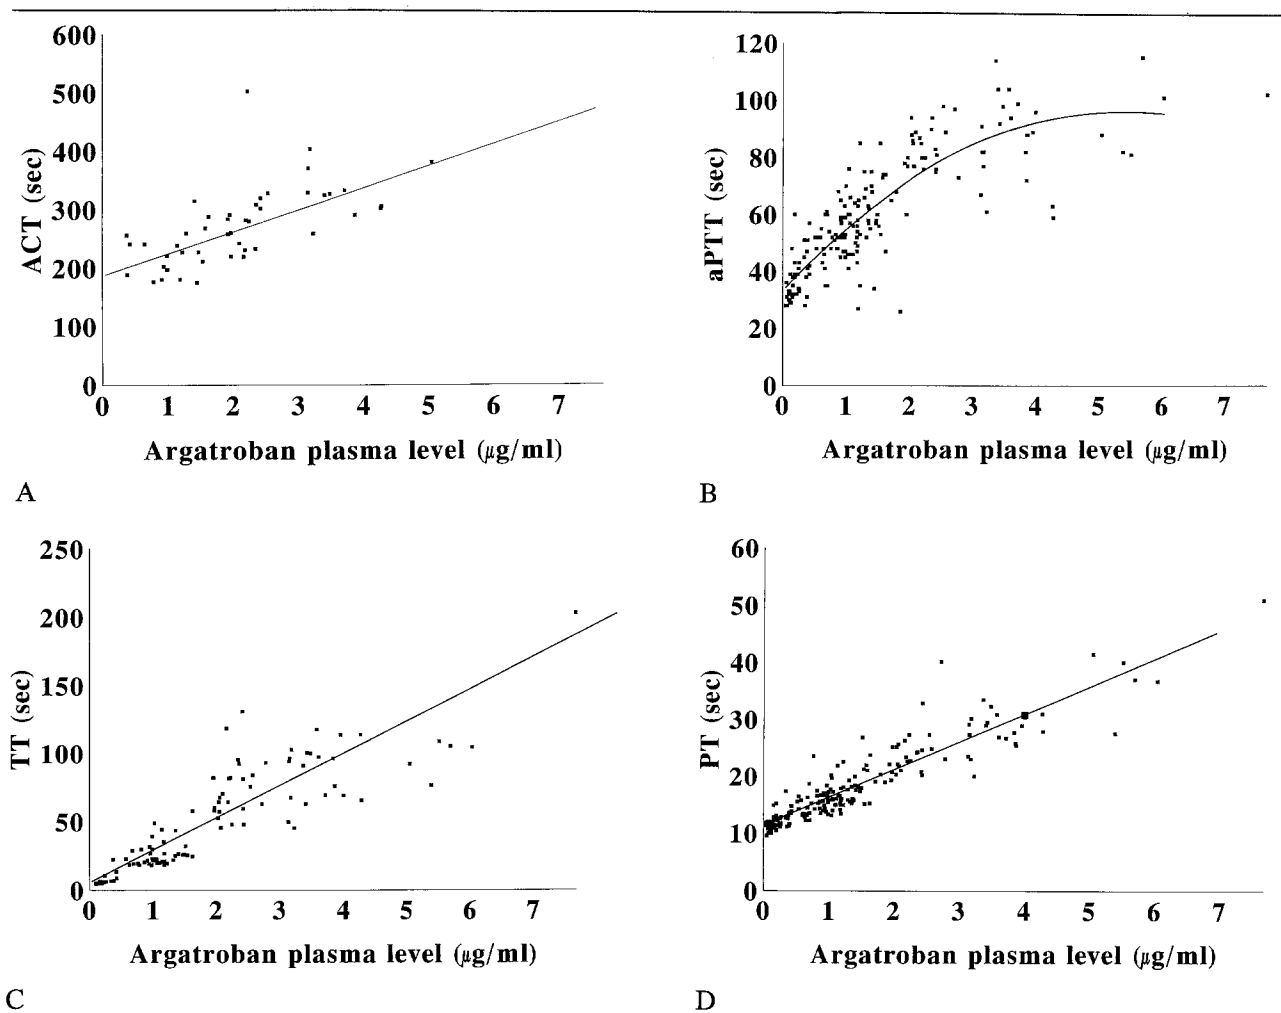 600
500
400
300
200
100
0
ACT (sec)
0 1 2 3 4 5 6 7
Argatroban plasma level (µg/ml)
A
120
100
80
60
40
20
0
aPTT (sec)
0 1 2 3 4 5 6 7
Argatroban plasma level (µg/ml)
B
250
200
150
100
50
0
TT (sec)
0 1 2 3 4 5 6 7
Argatroban plasma level (µg/ml)
C
60
50
40
30
20
10
0
PT (sec)
0 1 2 3 4 5 6 7
Argatroban plasma level (µg/ml)
D